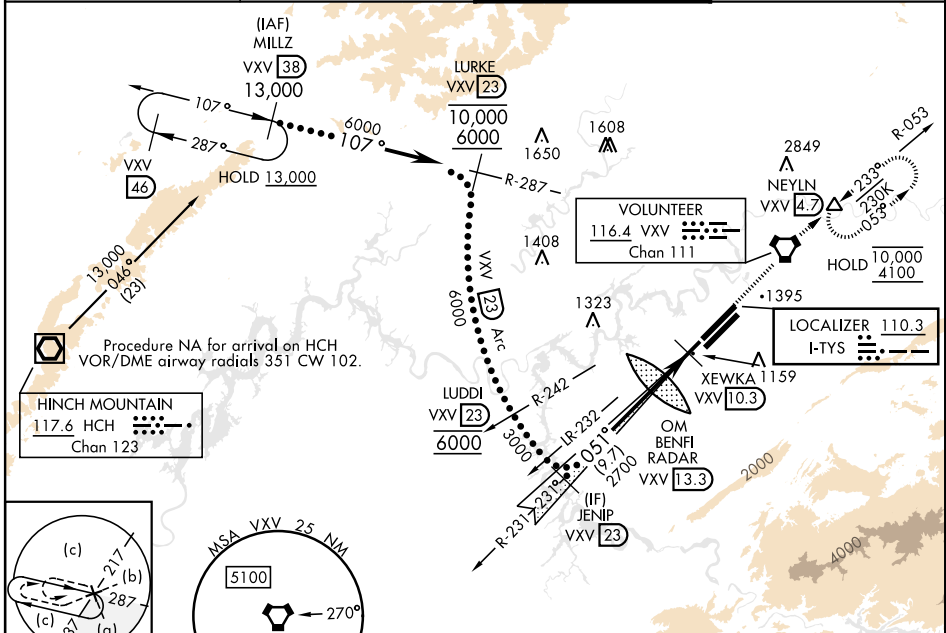 (IAF)
MILLZ
VXV 38
13,000
107°
287°
VXV
46
HOLD 13,000
6000
107°
LURKE
VXV 23
10,000
6000
R-287
1650
1608
1408
1323
2849
NEYLN
VXV 4.7
R-053
233°
230K
053°
HOLD 10,000
4100
VOLUNTEER
116.4 VXV
Chan 111
1395
LOCALIZER 110.3
I-TYS
1159
XEWKA
VXV 10.3
VXV
23
Arc
6000
13,000
046°
(23)
Procedure NA for arrival on HCH
VOR/DME airway radials 351 CW 102.
HINCH MOUNTAIN
117.6 HCH
Chan 123
LUDDI
VXV 23
6000
R-242
3000
LR-232
051°
(9.7)
2700
OM
BENFI
RADAR
VXV 13.3
R-231
231°
(IF)
JENIP
VXV 23
2000
4000
(c)
217
(b)
287
(c)
(a)
MSA VXV 25 NM
5100
270°